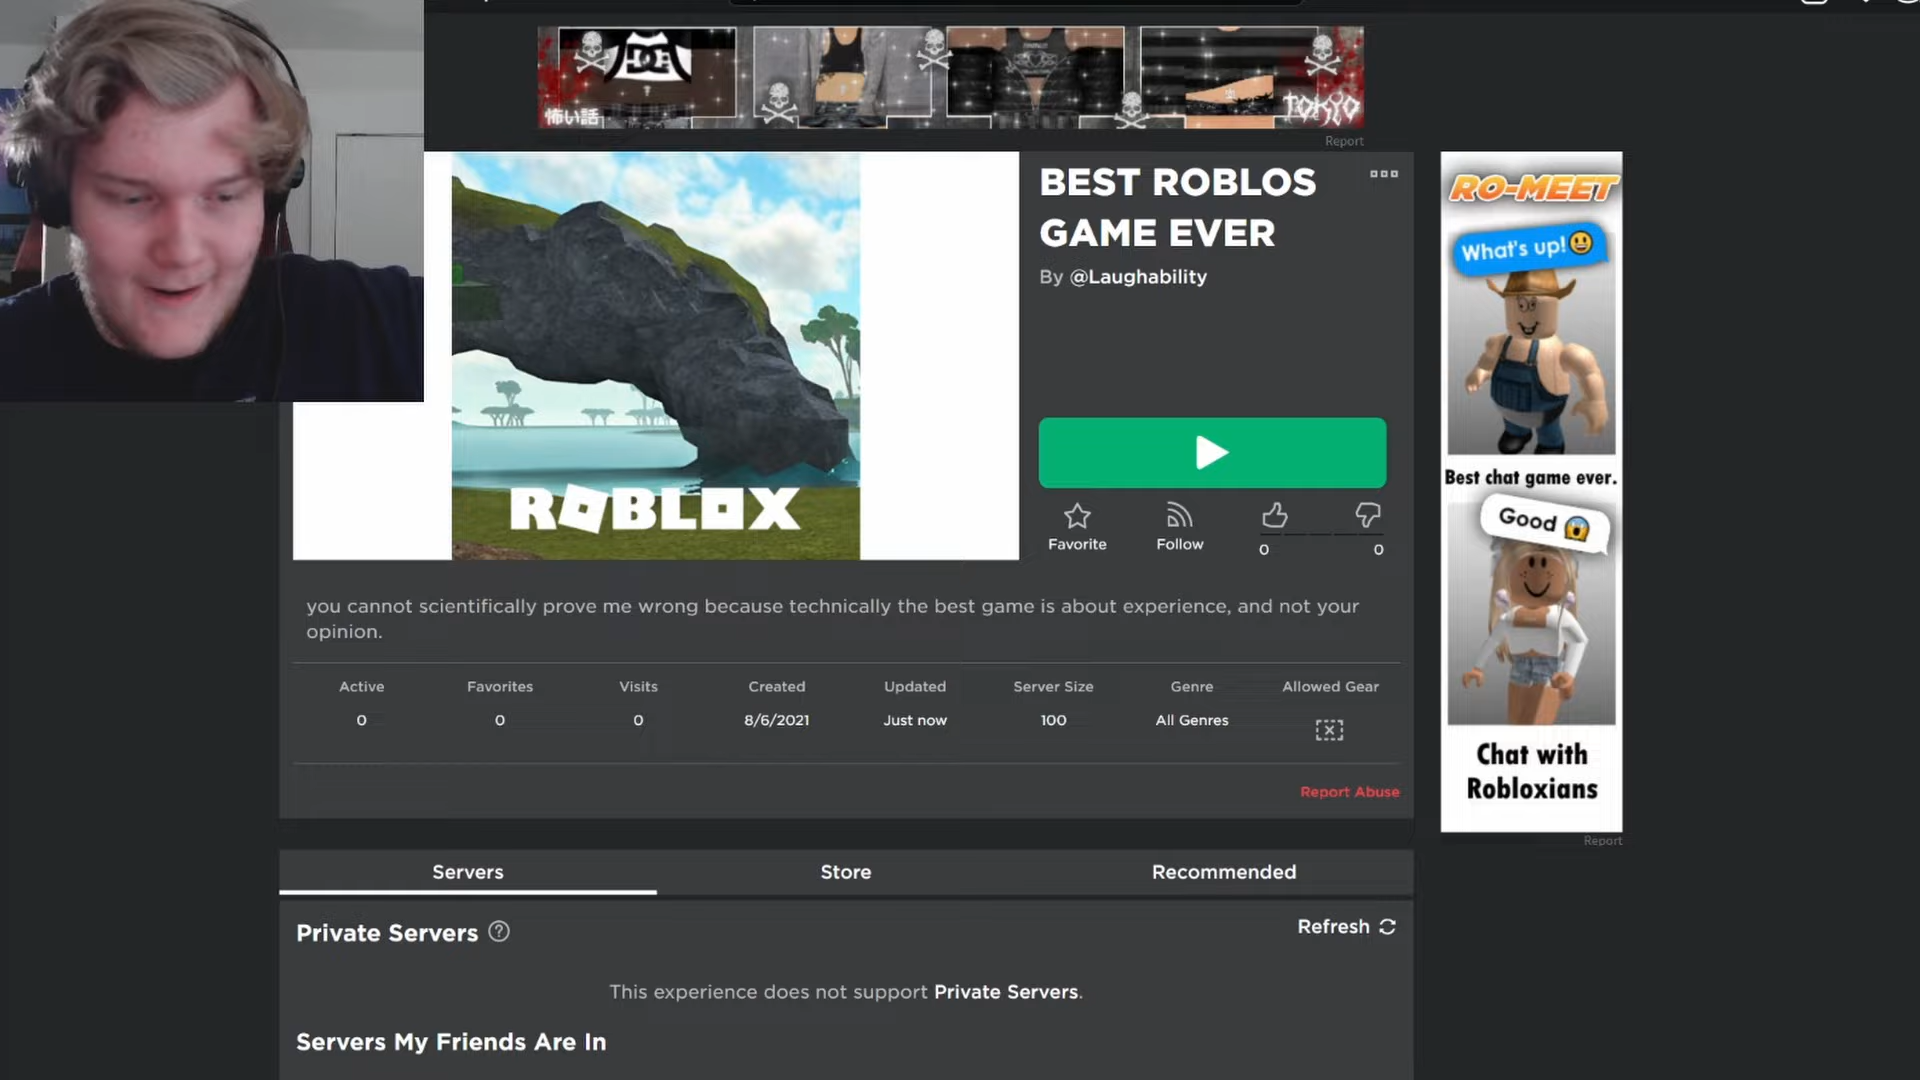 怖い話
TOKYO
Report
BEST ROBLOS
GAME EVER
By @Laughability
ROBLOX
Favorite
Follow
0
0
you cannot scientifically prove me wrong because technically the best game is about experience, and not your
opinion.
Active
Favorites
Visits
Created
Updated
Server Size
Genre
Allowed Gear
0
0
0
8/6/2021
Just now
100
All Genres
Report Abuse
RO-MEET
What's up!
Best chat game ever.
Good
Chat with
Robloxians
Report
Servers
Store
Recommended
Private Servers
Refresh
This experience does not support Private Servers.
Servers My Friends Are In